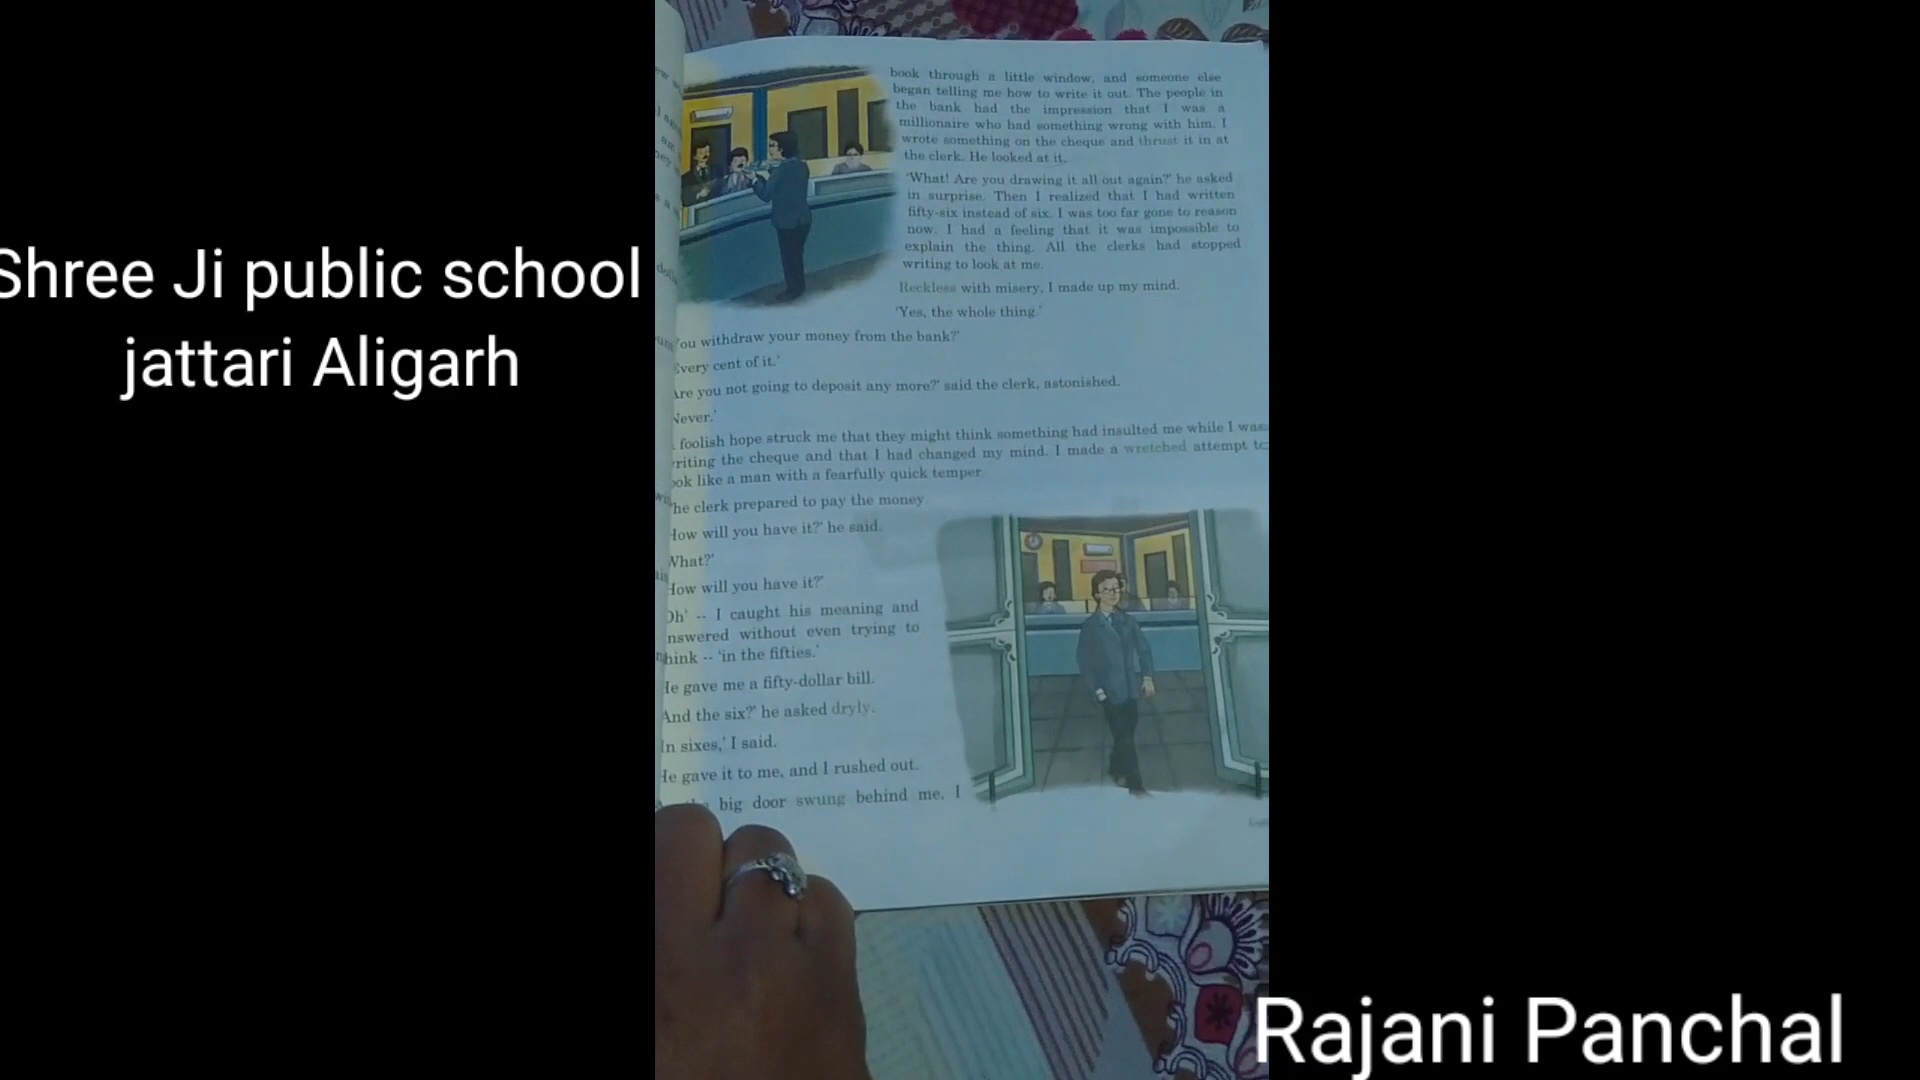 Shree Ji public school
jattari Aligarh
book through a little window, and someone else
began telling me how to write it out. The people in
the bank had the impression that I was a
millionaire who had something wrong with him. I
wrote something on the cheque and thrust it in at
the clerk. He looked at it.
'What! Are you drawing it all out again?' he asked
in surprise. Then I realized that I had written
fifty-six instead of six. I was too far gone to reason
now. I had a feeling that it was impossible to
explain the thing. All the clerks had stopped
writing to look at me.
Reckless with misery, I made up my mind.
'Yes, the whole thing.'
ou withdraw your money from the bank?'
very cent of it.'
re you not going to deposit any more?' said the clerk, astonished.
ever.'
foolish hope struck me that they might think something had insulted me while I was
riting the cheque and that I had changed my mind. I made a wretched attempt to
ok like a man with a fearfully quick temper.
he clerk prepared to pay the money.
ow will you have it?' he said.
What?'
ow will you have it?'
Oh' -- I caught his meaning and
nswered without even trying to
hink -- 'in the fifties.'
He gave me a fifty-dollar bill.
And the six?' he asked dryly.
In sixes,' I said.
He gave it to me, and I rushed out.
big door swung behind me, I
Rajani Panchal